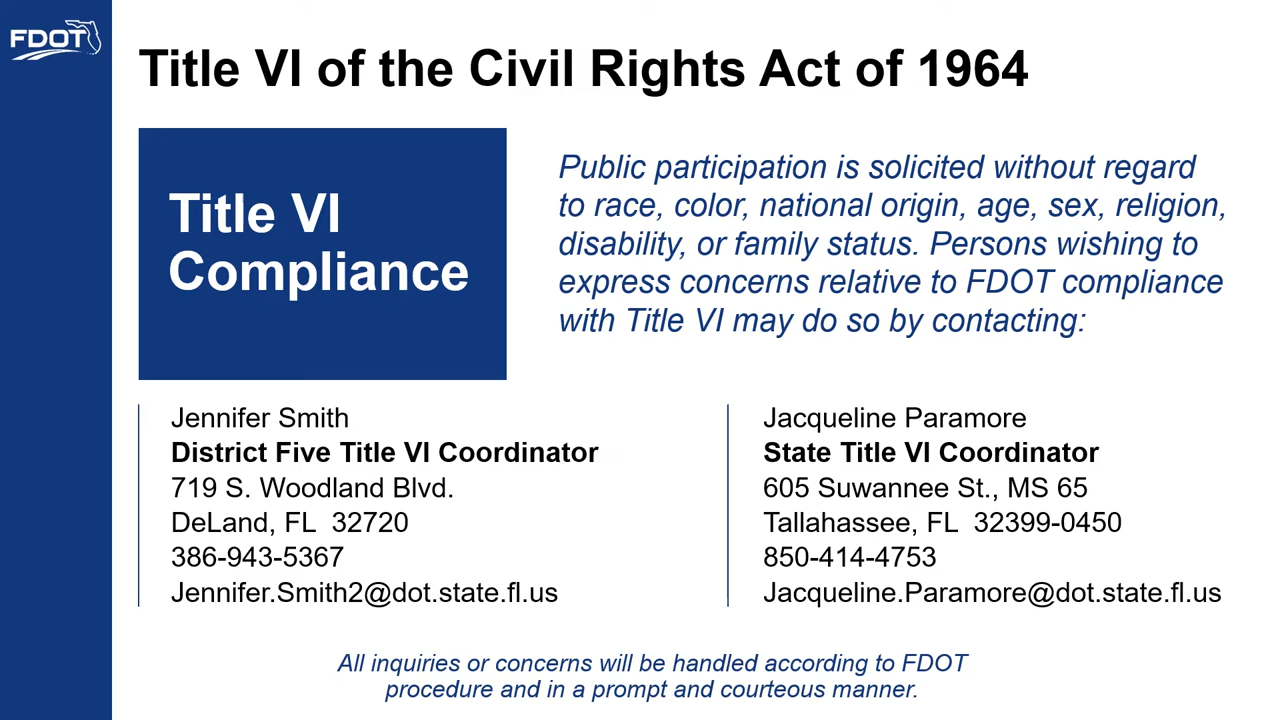 FDOT
Title VI of the Civil Rights Act of 1964
Title VI
Compliance
Public participation is solicited without regard
to race, color, national origin, age, sex, religion,
disability, or family status. Persons wishing to
express concerns relative to FDOT compliance
with Title VI may do so by contacting:
Jennifer Smith
District Five Title VI Coordinator
719 S. Woodland Blvd.
DeLand, FL  32720
386-943-5367
Jennifer.Smith2@dot.state.fl.us
Jacqueline Paramore
State Title VI Coordinator
605 Suwannee St., MS 65
Tallahassee, FL  32399-0450
850-414-4753
Jacqueline.Paramore@dot.state.fl.us
All inquiries or concerns will be handled according to FDOT
procedure and in a prompt and courteous manner.